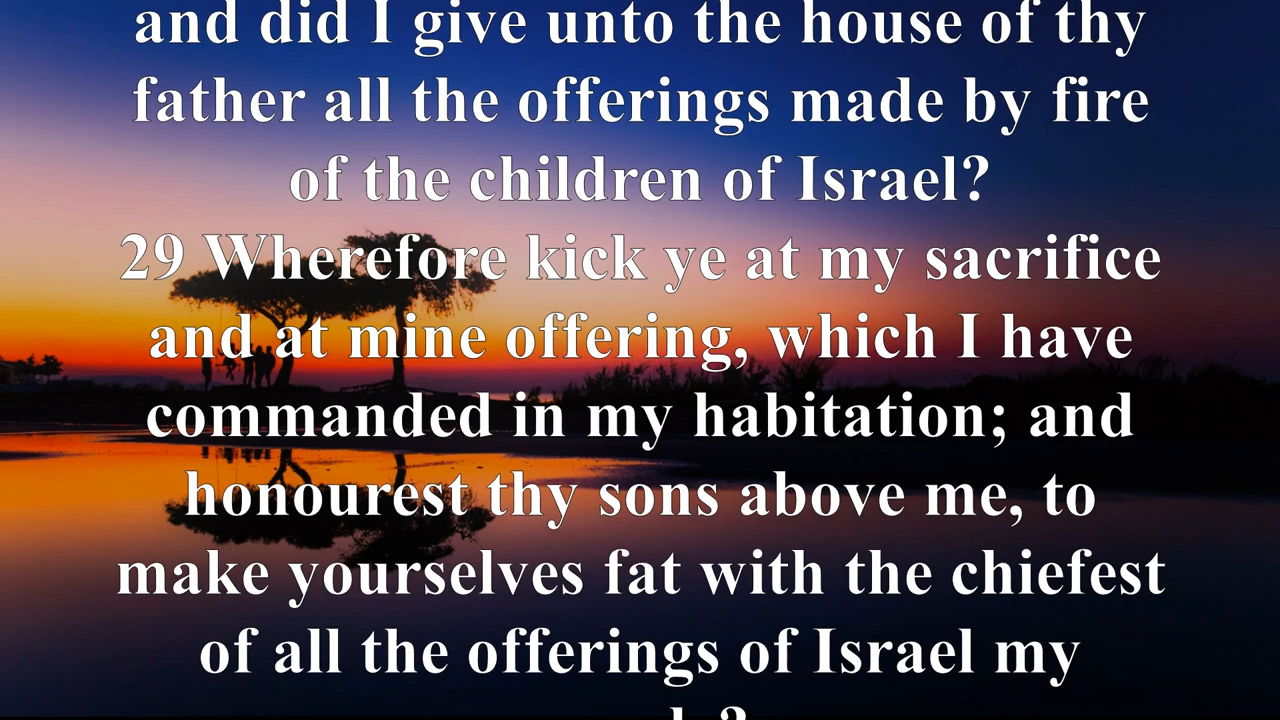 and did I give unto the house of thy
father all the offerings made by fire
of the children of Israel?
29 Wherefore kick ye at my sacrifice
and at mine offering, which I have
commanded in my habitation; and
honourest thy sons above me, to
make yourselves fat with the chiefest
of all the offerings of Israel my